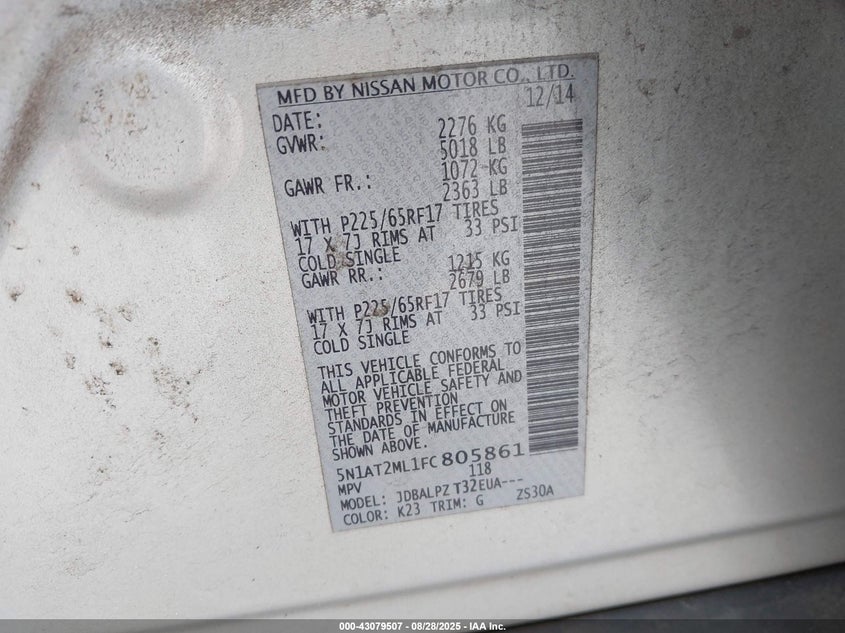 MFD BY NISSAN MOTOR CO., LTD.
DATE: 12/14
GVWR: 2276 KG
5018 LB
GAWR FR.: 1072 KG
2363 LB
WITH P225/65RF17 TIRES
17 X 7J RIMS AT 33 PSI
COLD SINGLE
GAWR RR.: 1215 KG
2679 LB
WITH P225/65RF17 TIRES
17 X 7J RIMS AT 33 PSI
COLD SINGLE
THIS VEHICLE CONFORMS TO
ALL APPLICABLE FEDERAL
MOTOR VEHICLE SAFETY AND
THEFT PREVENTION
STANDARDS IN EFFECT ON
THE DATE OF MANUFACTURE
SHOWN ABOVE.
5N1AT2ML1FC805861
MPV 118
MODEL: JDBALPZ T32EUA---
COLOR: K23 TRIM: G ZS30A
000-43079507 - 08/28/2025 - IAA Inc.